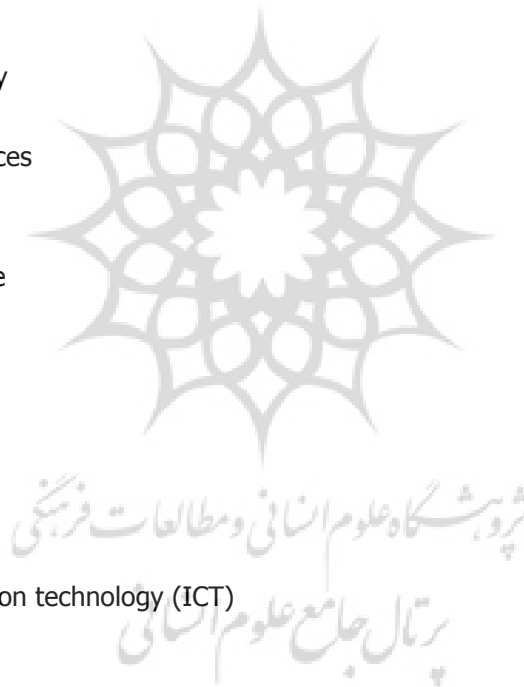 y
ces
e
پژوهشگاه علوم انسانی و مطالعات فرهنگی
on technology (ICT)
پرتال جامع علوم انسانی